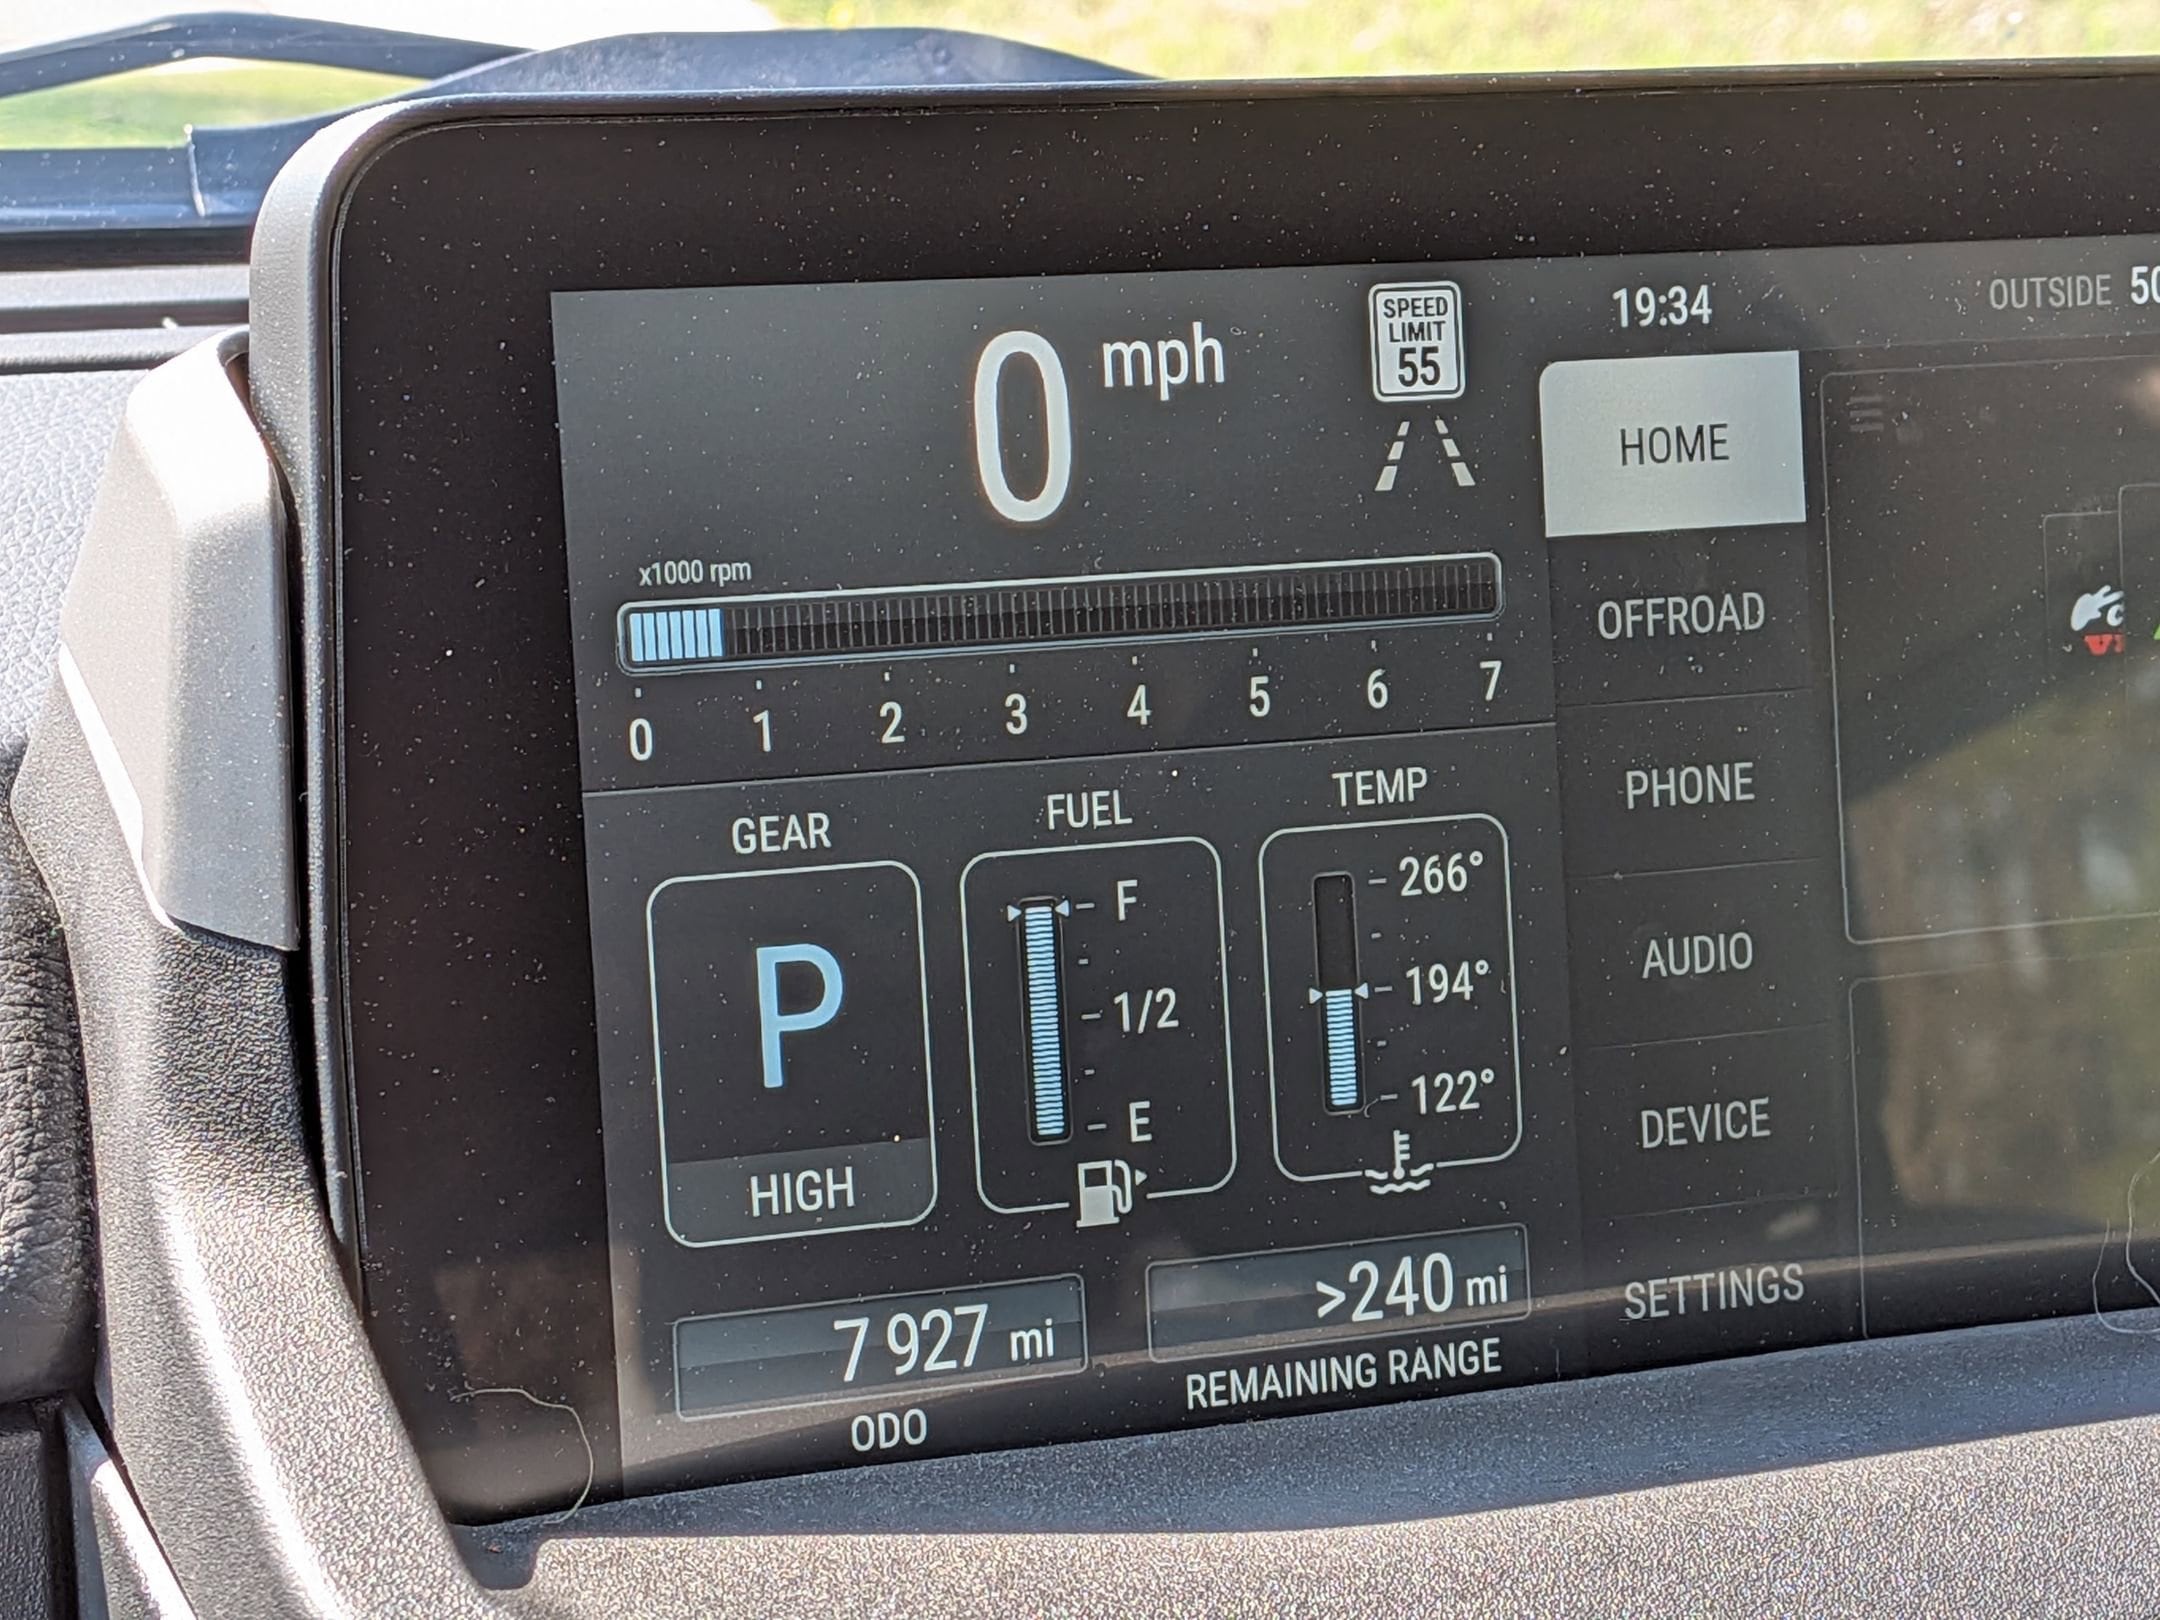 0 mph
SPEED
LIMIT
55
19:34
OUTSIDE 50
HOME
x1000 rpm
0 1 2 3 4 5 6 7
OFFROAD
PHONE
AUDIO
DEVICE
SETTINGS
GEAR
P
HIGH
FUEL
F
1/2
E
TEMP
266°
194°
122°
7 927 mi
ODO
>240 mi
REMAINING RANGE